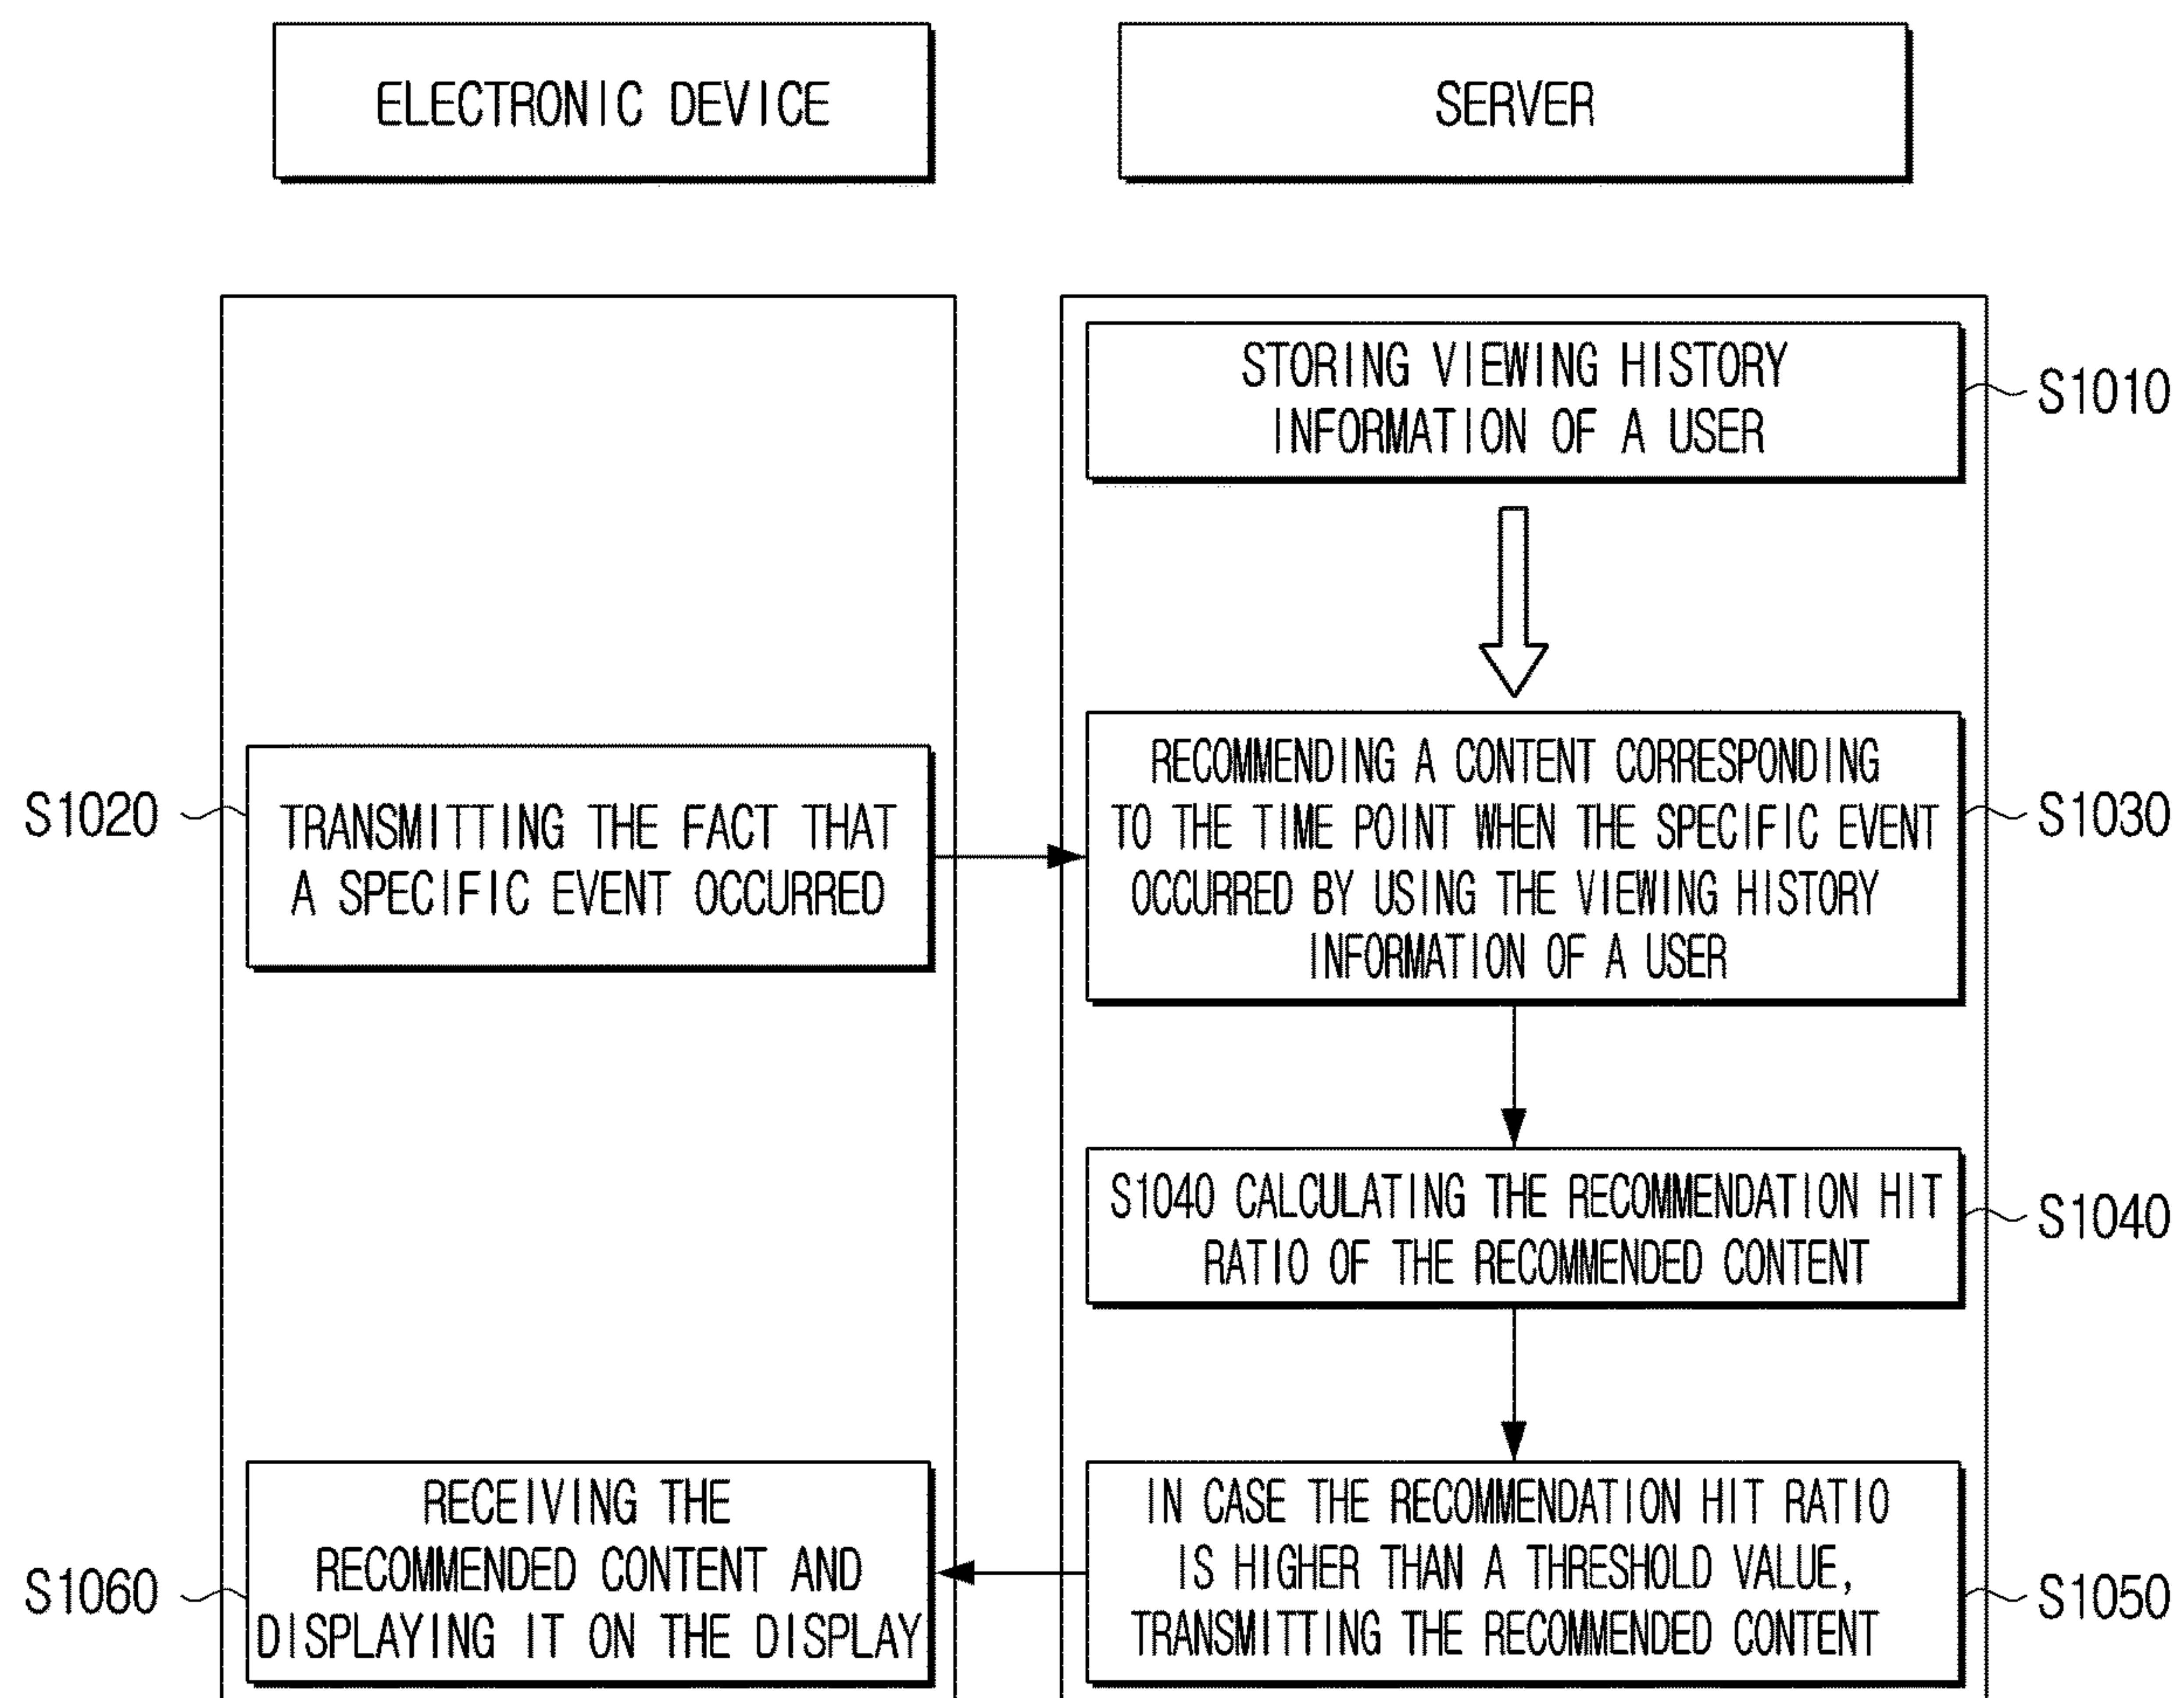 ELECTRONIC DEVICE
SERVER
STORING VIEWING HISTORY
INFORMATION OF A USER
S1010
S1020
TRANSMITTING THE FACT THAT
A SPECIFIC EVENT OCCURRED
RECOMMENDING A CONTENT CORRESPONDING
TO THE TIME POINT WHEN THE SPECIFIC EVENT
OCCURRED BY USING THE VIEWING HISTORY
INFORMATION OF A USER
S1030
S1040 CALCULATING THE RECOMMENDATION HIT
RATIO OF THE RECOMMENDED CONTENT
S1040
IN CASE THE RECOMMENDATION HIT RATIO
IS HIGHER THAN A THRESHOLD VALUE,
TRANSMITTING THE RECOMMENDED CONTENT
S1050
S1060
RECEIVING THE
RECOMMENDED CONTENT AND
DISPLAYING IT ON THE DISPLAY